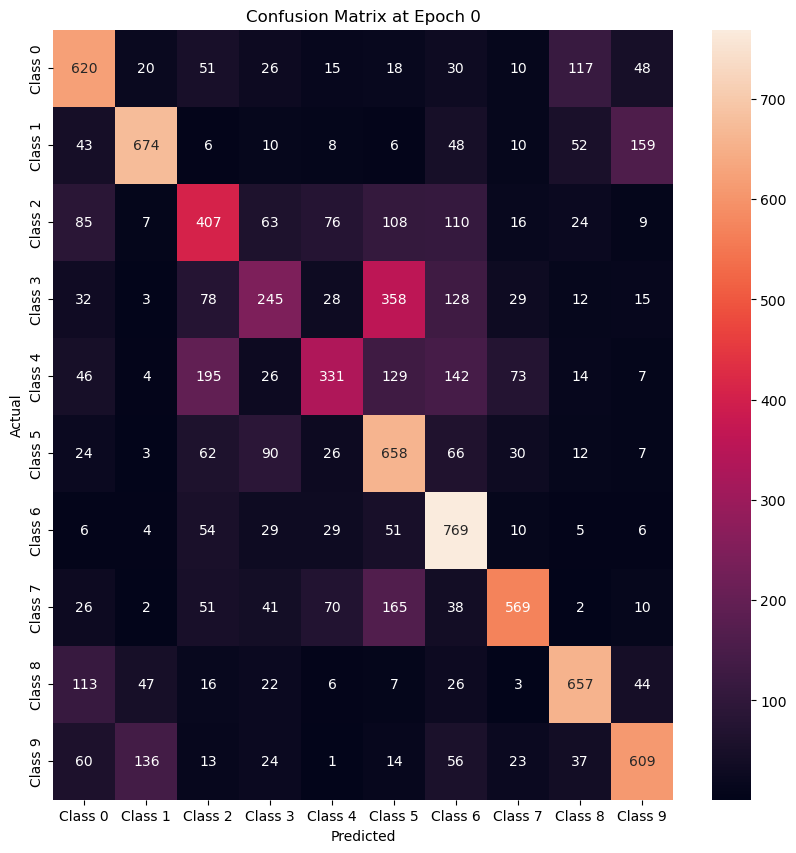 Confusion Matrix at Epoch 0
Class 0 620 20 51 26 15 18 30 10 117 48
Class 1 43 674 6 10 8 6 48 10 52 159
Class 2 85 7 407 63 76 108 110 16 24 9
Class 3 32 3 78 245 28 358 128 29 12 15
Class 4 46 4 195 26 331 129 142 73 14 7
Class 5 24 3 62 90 26 658 66 30 12 7
Class 6 6 4 54 29 29 51 769 10 5 6
Class 7 26 2 51 41 70 165 38 569 2 10
Class 8 113 47 16 22 6 7 26 3 657 44
Class 9 60 136 13 24 1 14 56 23 37 609
Class 0 Class 1 Class 2 Class 3 Class 4 Class 5 Class 6 Class 7 Class 8 Class 9
Predicted
Actual
700
600
500
400
300
200
100